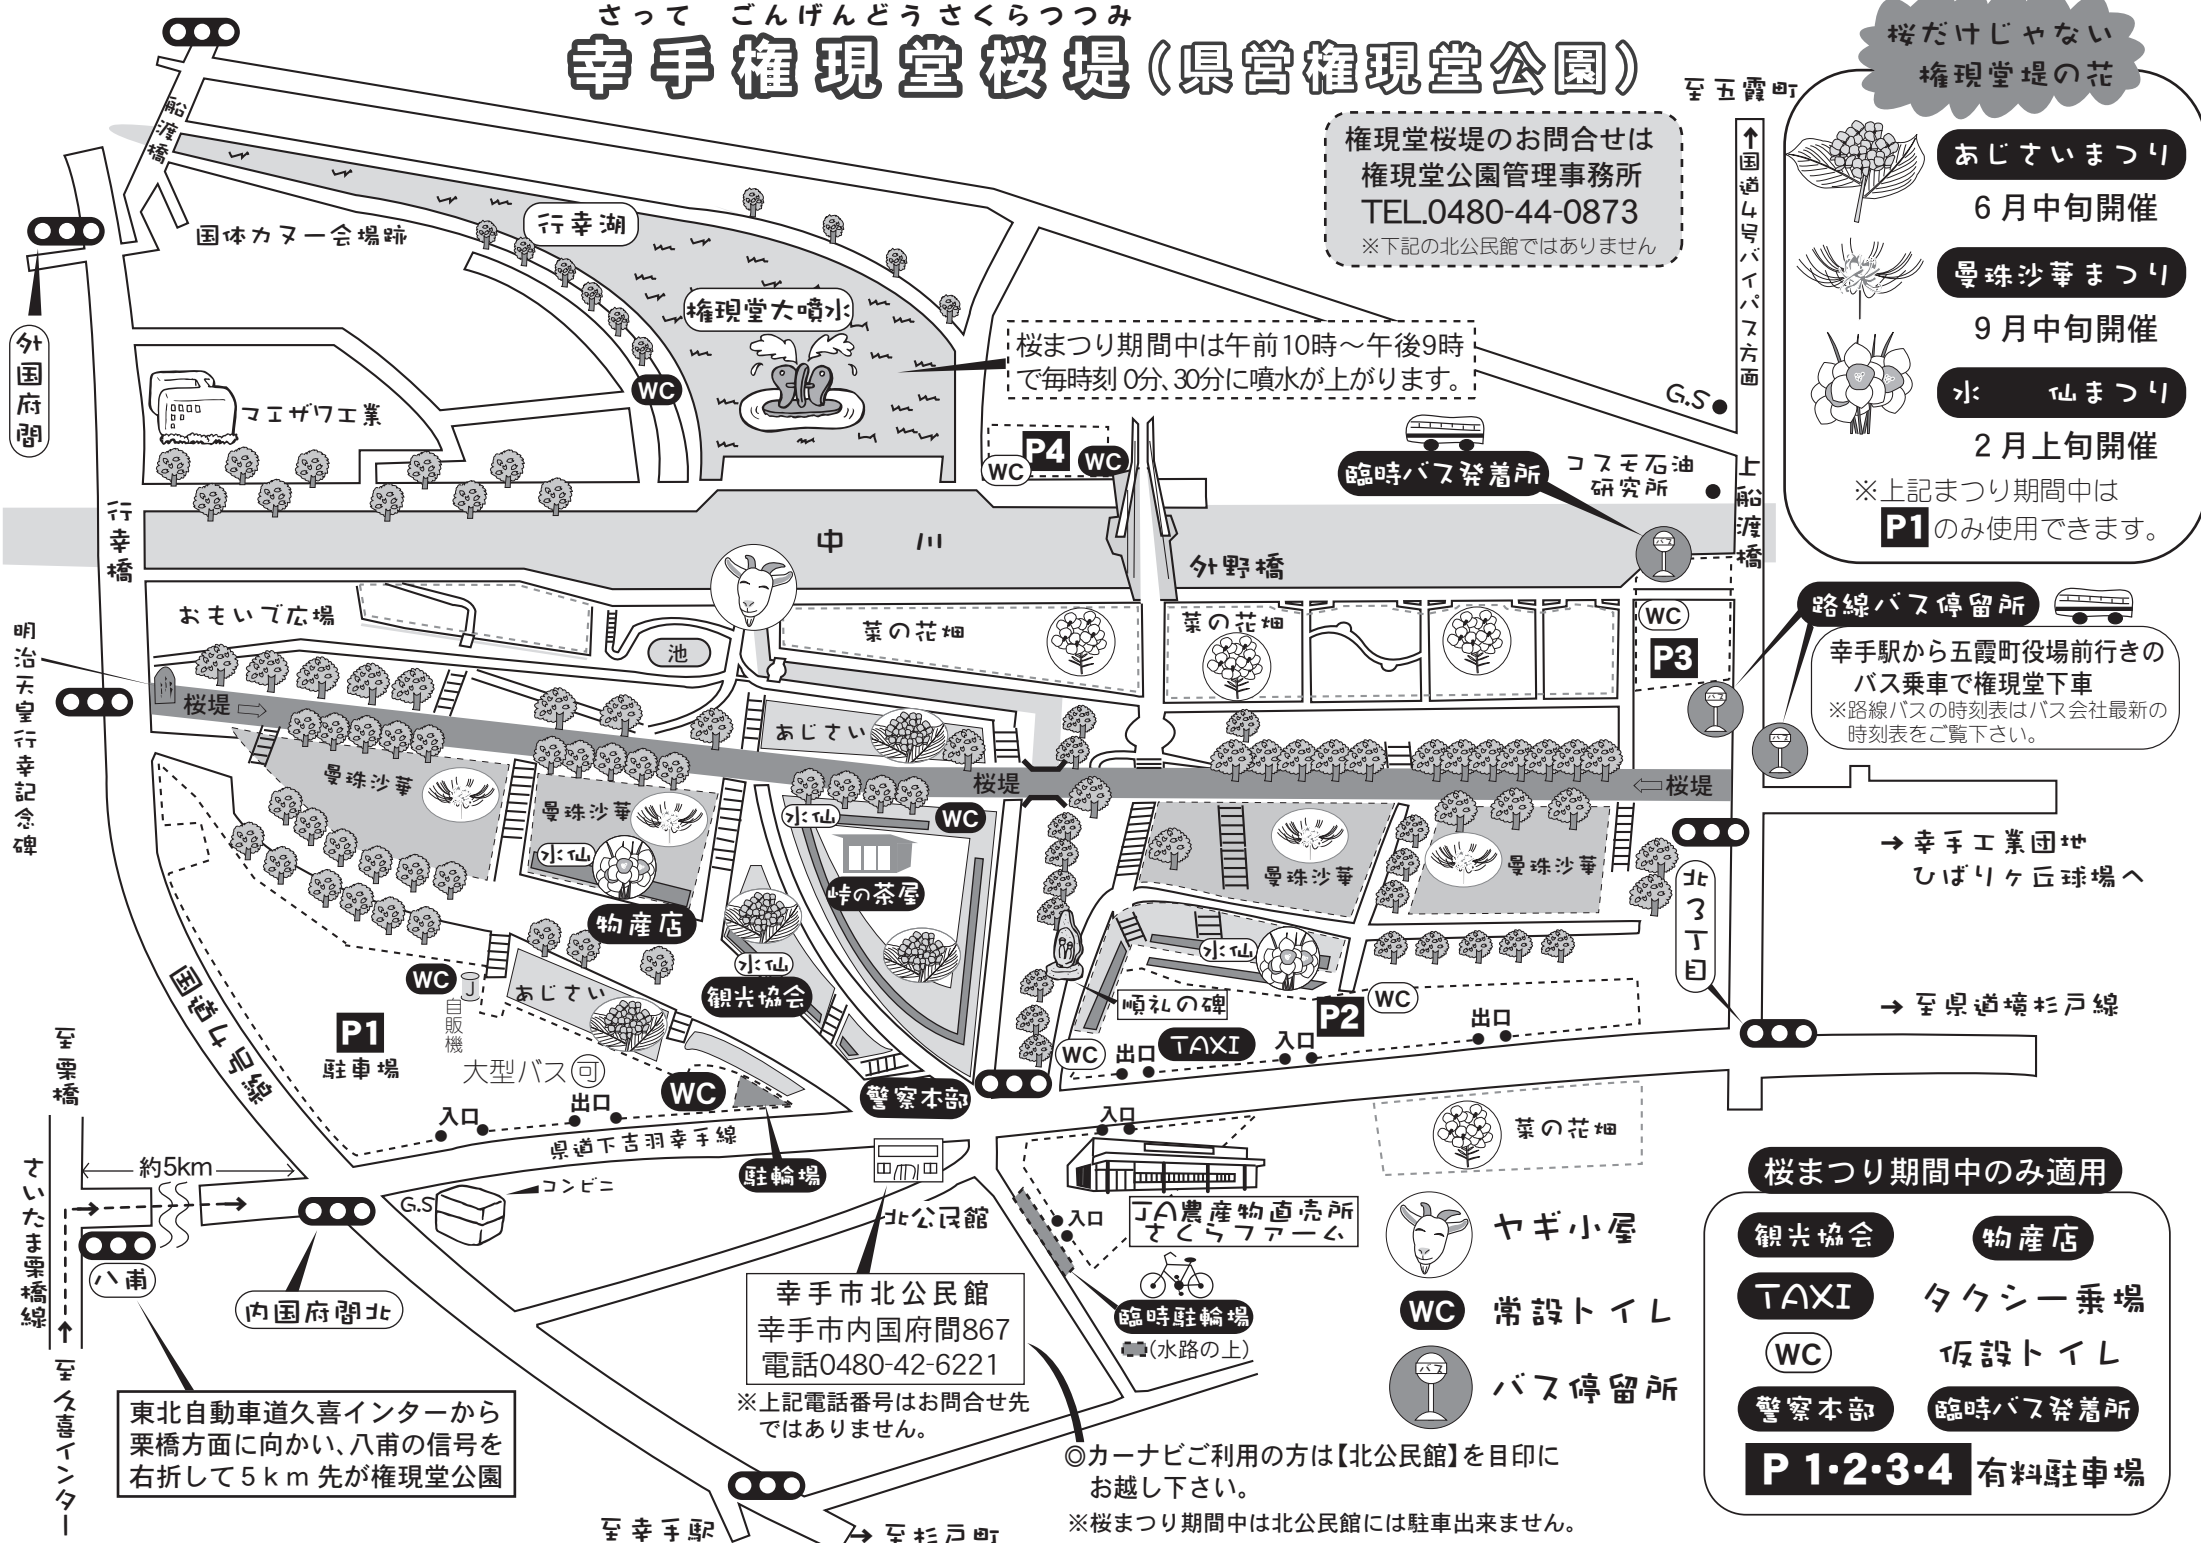 さって ごんげんどうさくらつつみ
幸手権現堂桜堤(県営権現堂公園)
桜だけじゃない
権現堂堤の花
あじさいまつり
6月中旬開催
曼珠沙華まつり
9月中旬開催
水 仙まつり
2月上旬開催
※上記まつり期間中は
P1のみ使用できます。
権現堂桜堤のお問合せは
権現堂公園管理事務所
TEL.0480-44-0873
※下記の北公民館ではありません
至五霞町
↑国道4号バイパス方面
G.S
船渡橋
国体カヌー会場跡
行幸湖
権現堂大噴水
桜まつり期間中は午前10時～午後9時
で毎時刻0分、30分に噴水が上がります。
外国府間
マエザワ工業
WC
P4
WC
WC
臨時バス発着所
コスモ石油
研究所
上船渡橋
行幸橋
中 川
外野橋
バス
おもいで広場
池
菜の花畑
菜の花畑
WC
P3
路線バス停留所
幸手駅から五霞町役場前行きの
バス乗車で権現堂下車
※路線バスの時刻表はバス会社最新の
時刻表をご覧下さい。
バス
バス
明治天皇行幸記念碑
桜堤⇨
あじさい
桜堤
⇦桜堤
曼珠沙華
曼珠沙華
水仙
物産店
水仙
WC
峠の茶屋
水仙
観光協会
曼珠沙華
曼珠沙華
水仙
順礼の碑
北3丁目
→幸手工業団地
ひばりヶ丘球場へ
→至県道境杉戸線
国道4号線
WC
自販機
あじさい
P1
駐車場
大型バス可
入口
出口
WC
警察本部
WC
出口
TAXI
入口
P2
WC
出口
県道下吉羽幸手線
駐輪場
北公民館
入口
入口
JA農産物直売所
さくらファーム
菜の花畑
至栗橋
さいたま栗橋線
約5km
八甫
至久喜インター
内国府間北
G.S
コンビニ
東北自動車道久喜インターから
栗橋方面に向かい、八甫の信号を
右折して5km先が権現堂公園
幸手市北公民館
幸手市内国府間867
電話0480-42-6221
※上記電話番号はお問合せ先
ではありません。
臨時駐輪場
(水路の上)
◎カーナビご利用の方は【北公民館】を目印に
お越し下さい。
※桜まつり期間中は北公民館には駐車出来ません。
至幸手駅
→至杉戸町
ヤギ小屋
WC 常設トイレ
バス バス停留所
桜まつり期間中のみ適用
観光協会 物産店
TAXI タクシー乗場
WC 仮設トイレ
警察本部 臨時バス発着所
P 1・2・3・4 有料駐車場